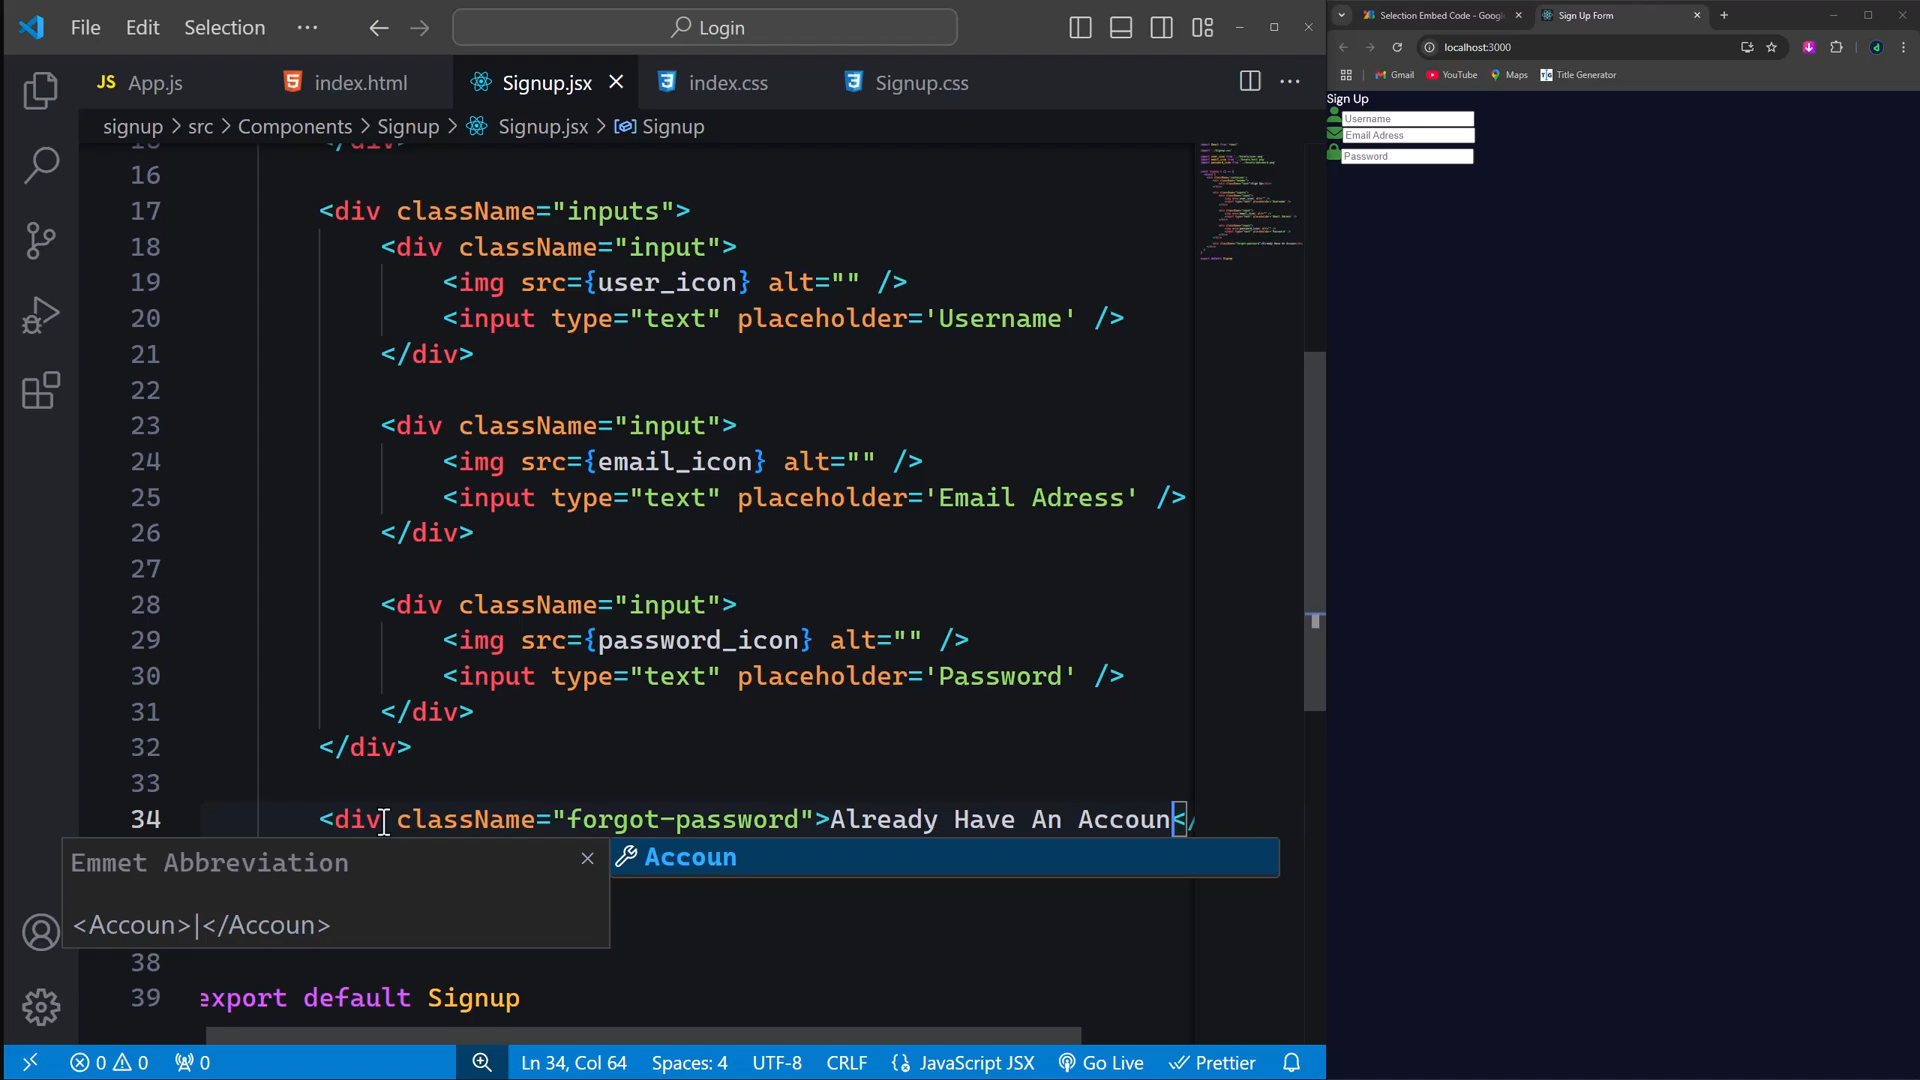 File Edit Selection ··· Login
App.js index.html Signup.jsx index.css Signup.css
signup > src > Components > Signup > Signup.jsx > Signup
16
17 <div className="inputs">
18 <div className="input">
19 <img src={user_icon} alt="" />
20 <input type="text" placeholder='Username' />
21 </div>
22
23 <div className="input">
24 <img src={email_icon} alt="" />
25 <input type="text" placeholder='Email Adress' />
26 </div>
27
28 <div className="input">
29 <img src={password_icon} alt="" />
30 <input type="text" placeholder='Password' />
31 </div>
32 </div>
33
34 <div className="forgot-password">Already Have An Accoun</
Emmet Abbreviation
Accoun
<Accoun>|</Accoun>
38
39 export default Signup
0 0 0 Ln 34, Col 64 Spaces: 4 UTF-8 CRLF JavaScript JSX Go Live Prettier
Selection Embed Code - Googl Sign Up Form
localhost:3000
Gmail YouTube Maps Title Generator
Sign Up
Username
Email Adress
Password